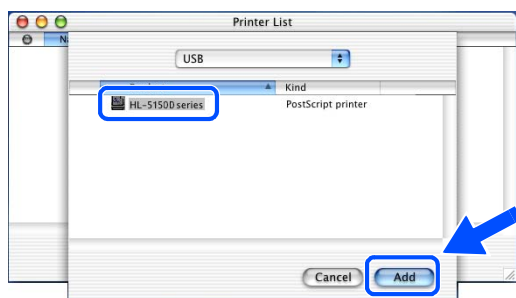 Printer List
USB
Kind
HL-5150D series PostScript printer
Cancel Add